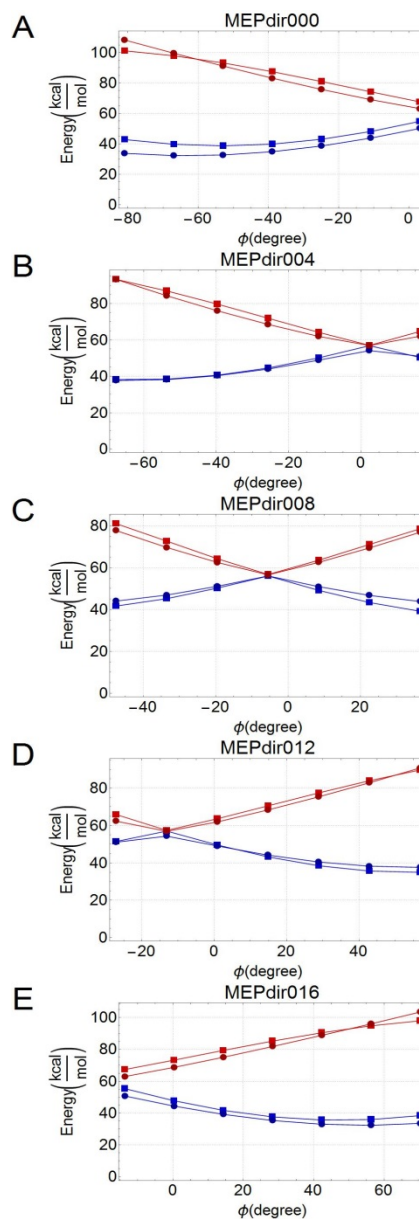 A
MEPdir000
Energy(kcal/mol)
100
80
60
40
20
0
−80 −60 −40 −20 0
ϕ(degree)
B
MEPdir004
Energy(kcal/mol)
80
60
40
20
0
−60 −40 −20 0
ϕ(degree)
C
MEPdir008
Energy(kcal/mol)
80
60
40
20
0
−40 −20 0 20
ϕ(degree)
D
MEPdir012
Energy(kcal/mol)
80
60
40
20
0
−20 0 20 40
ϕ(degree)
E
MEPdir016
Energy(kcal/mol)
100
80
60
40
20
0
0 20 40 60
ϕ(degree)